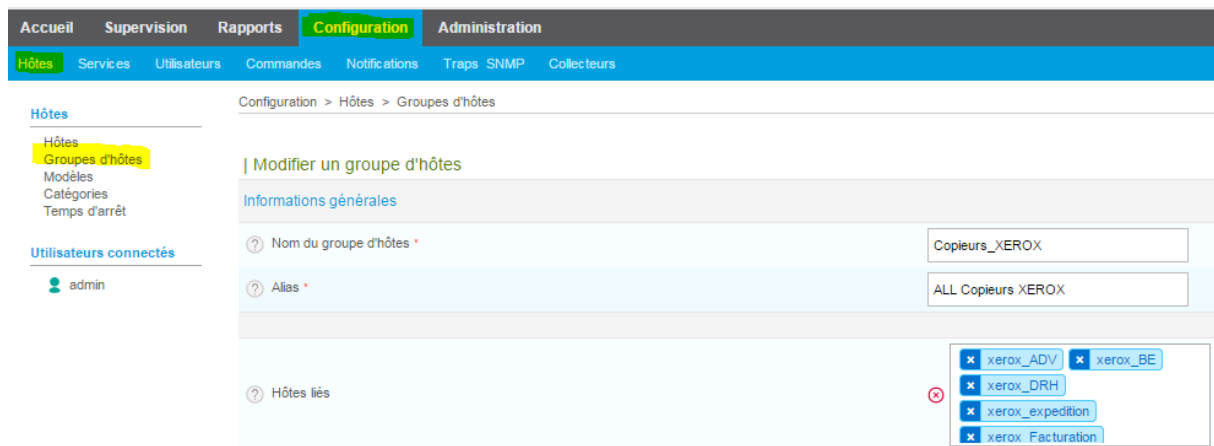 Accueil Supervision Rapports Configuration Administration
Hôtes Services Utilisateurs Commandes Notifications Traps SNMP Collecteurs
Configuration > Hôtes > Groupes d'hôtes
Hôtes
Hôtes
Groupes d'hôtes
Modèles
Catégories
Temps d'arrêt
Utilisateurs connectés
admin
| Modifier un groupe d'hôtes
Informations générales
? Nom du groupe d'hôtes * Copieurs_XEROX
? Alias * ALL Copieurs XEROX
? Hôtes liés
× xerox_ADV × xerox_BE
× xerox_DRH
× xerox_expedition
× xerox_Facturation